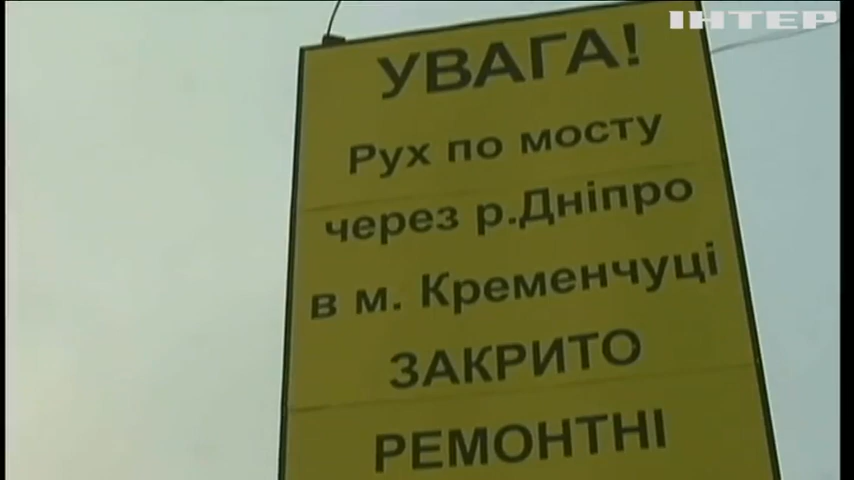 ІНТЕР
УВАГА!
Рух по мосту
через р.Дніпро
в м. Кременчуці
ЗАКРИТО
РЕМОНТНІ